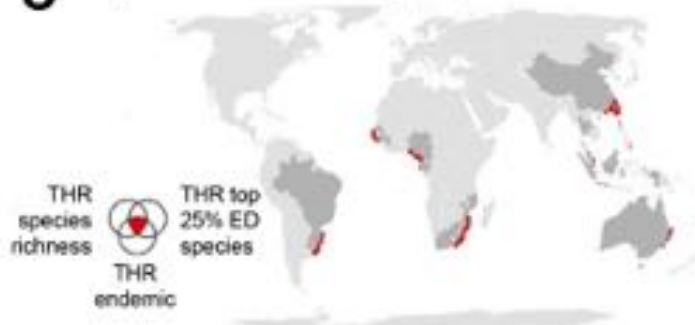 THR
species
richness
THR top
25% ED
species
THR
endemic